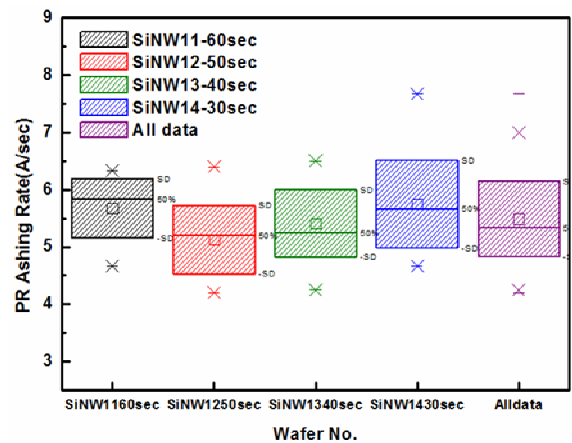 9
8
7
6
5
4
3
PR Ashing Rate(A/sec)
SiNW11-60sec
SiNW12-50sec
SiNW13-40sec
SiNW14-30sec
All data
SD
50%
-SD
SD
50%
-SD
SD
50%
-SD
SD
50%
-SD
SD
50%
-S
SiNW1160sec SiNW1250sec SiNW1340sec SiNW1430sec Alldata
Wafer No.